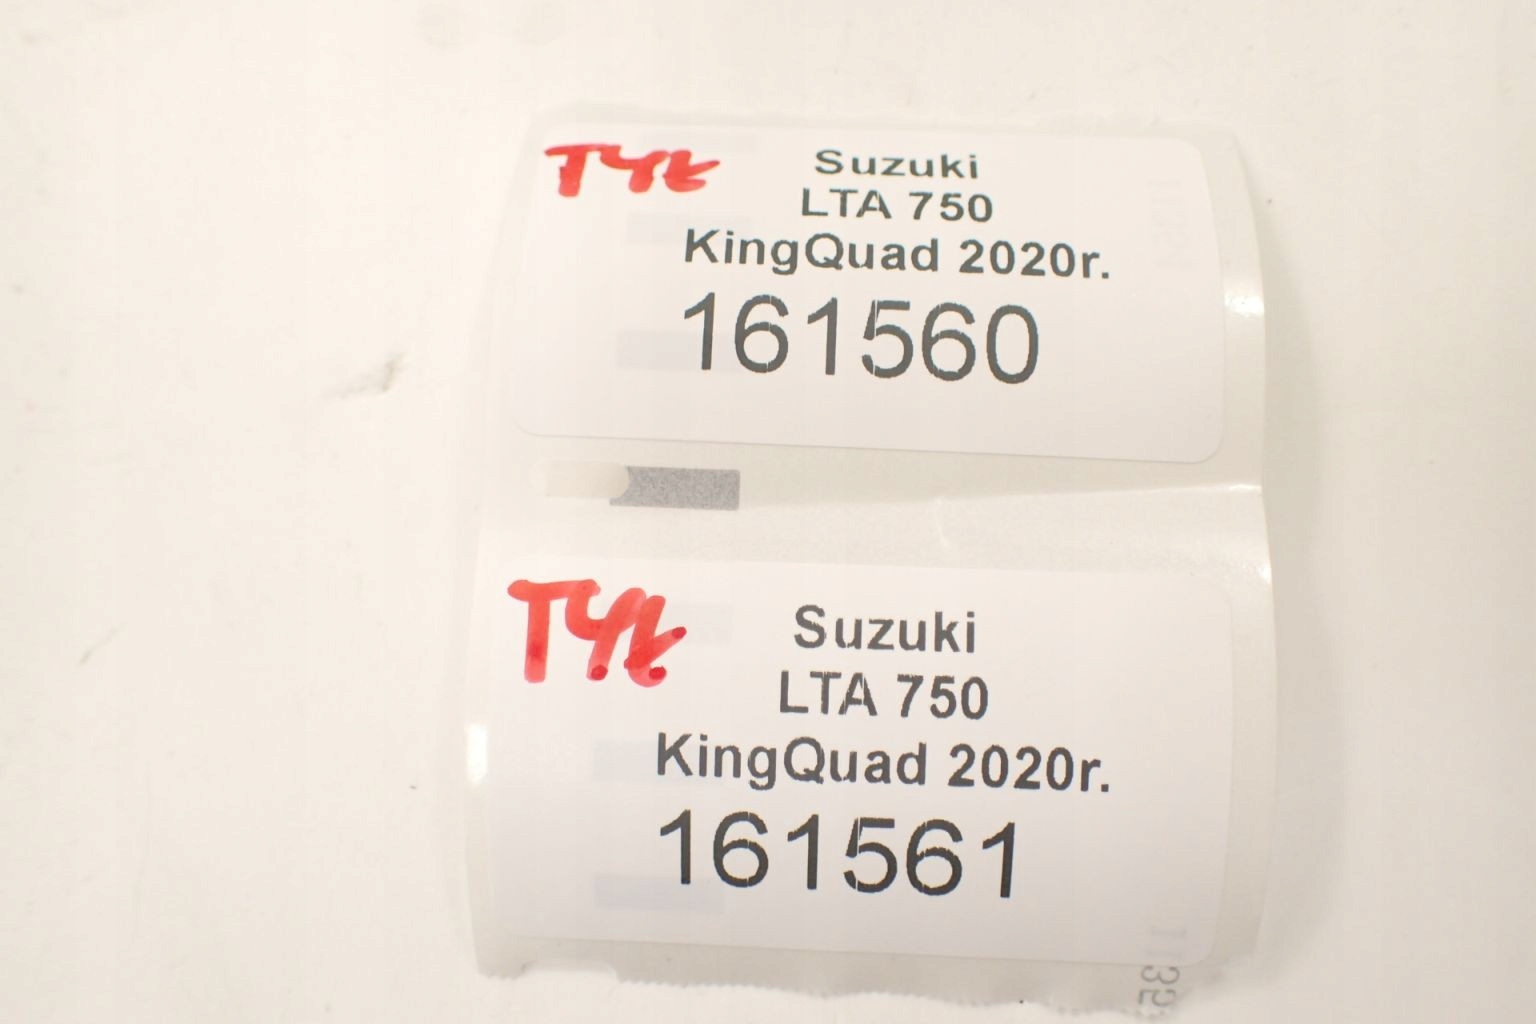 TYŁ
Suzuki
LTA 750
KingQuad 2020r.
161560
TYŁ
Suzuki
LTA 750
KingQuad 2020r.
161561